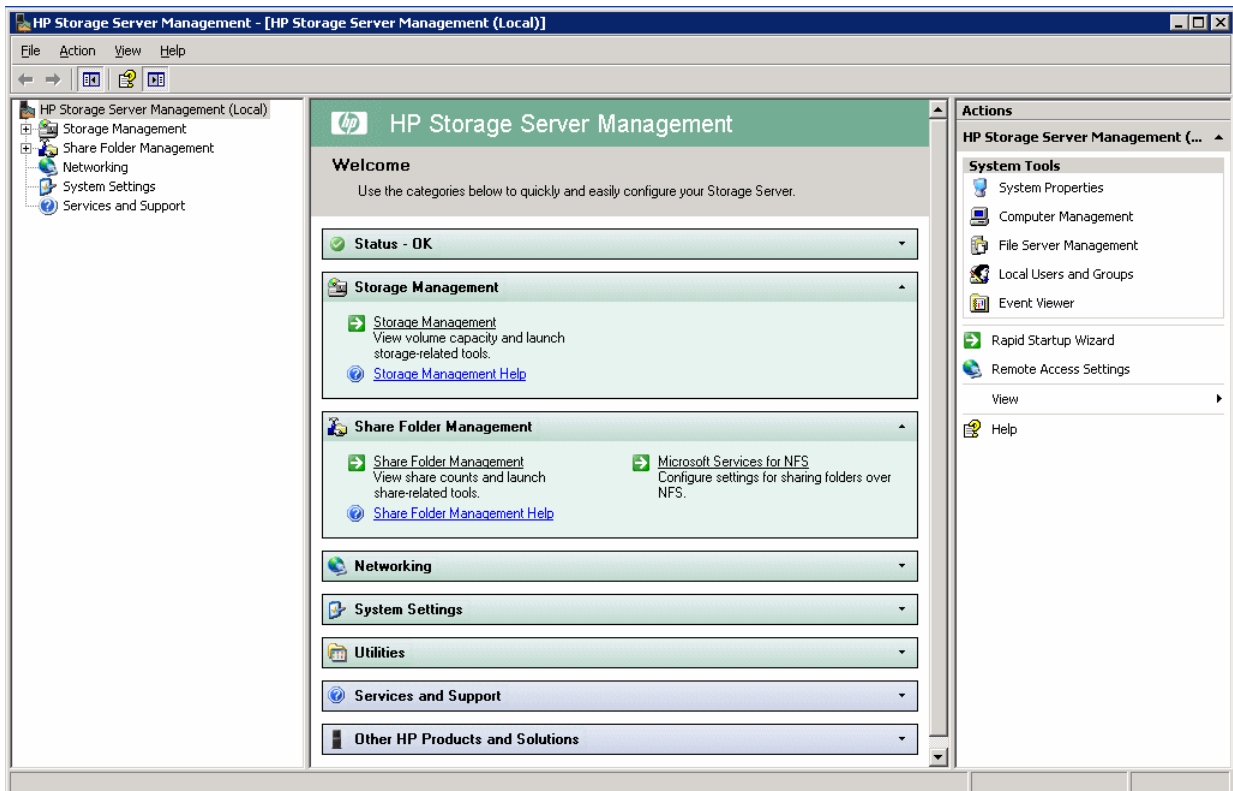 HP Storage Server Management - [HP Storage Server Management (Local)]
File Action View Help
HP Storage Server Management (Local)
Storage Management
Share Folder Management
Networking
System Settings
Services and Support
hp HP Storage Server Management
Welcome
Use the categories below to quickly and easily configure your Storage Server.
Status - OK
Storage Management
Storage Management
View volume capacity and launch
storage-related tools.
Storage Management Help
Share Folder Management
Share Folder Management
View share counts and launch
share-related tools.
Share Folder Management Help
Microsoft Services for NFS
Configure settings for sharing folders over
NFS.
Networking
System Settings
Utilities
Services and Support
Other HP Products and Solutions
Actions
HP Storage Server Management (...
System Tools
System Properties
Computer Management
File Server Management
Local Users and Groups
Event Viewer
Rapid Startup Wizard
Remote Access Settings
View
Help